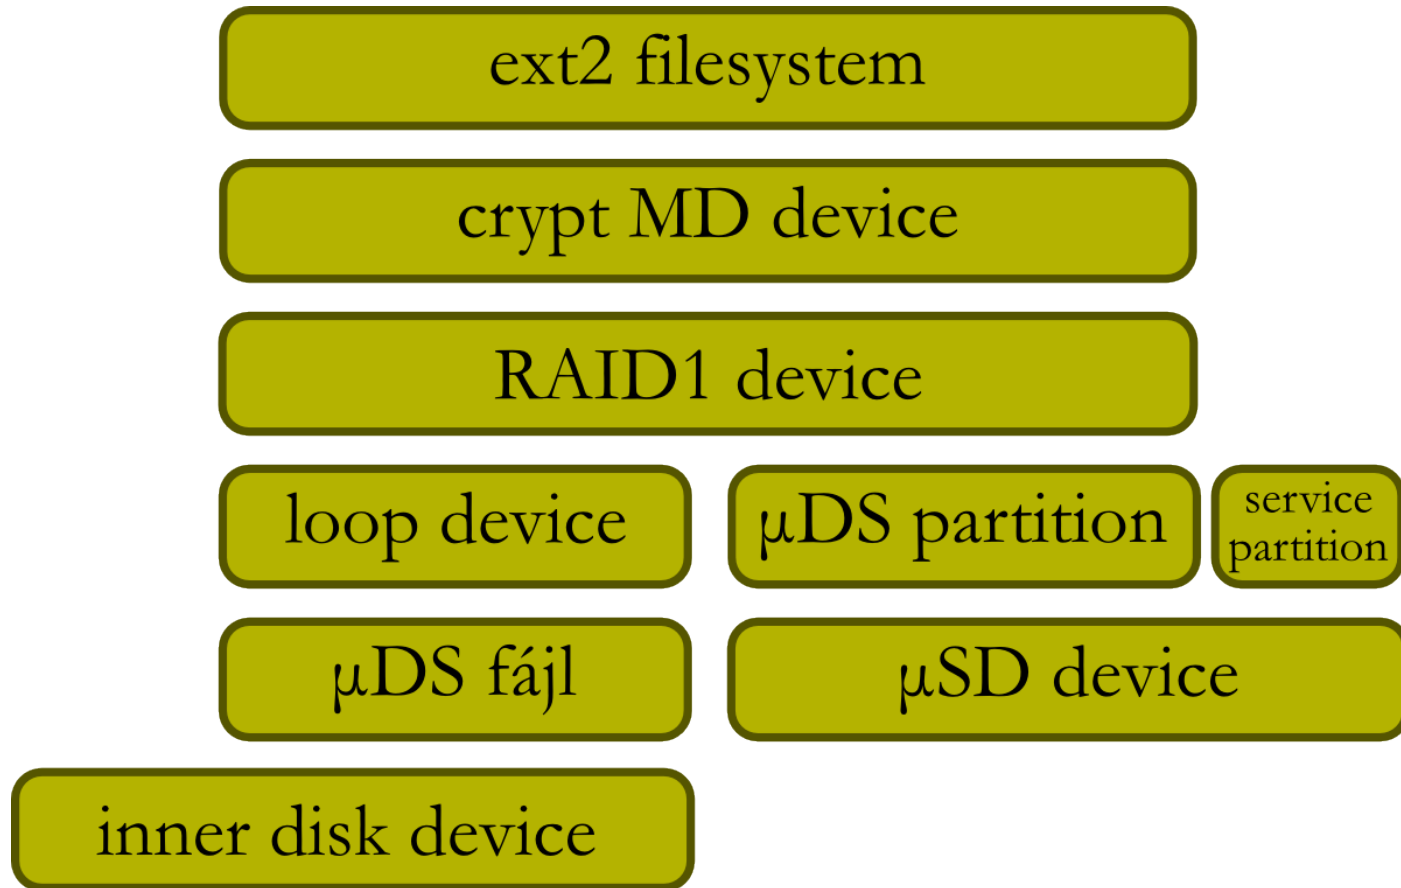 ext2 filesystem
crypt MD device
RAID1 device
loop device
μDS partition
service
partition
μDS fájl
μSD device
inner disk device